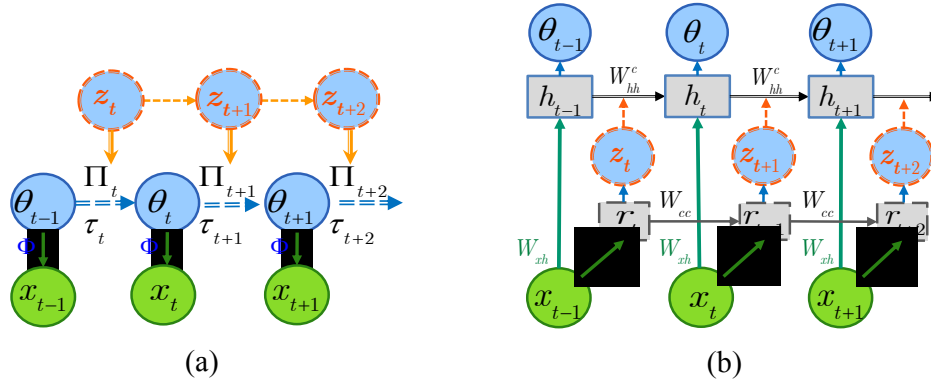 z_t z_{t+1} z_{t+2}
Π_t Π_{t+1} Π_{t+2}
θ_{t-1} θ_t θ_{t+1}
τ_t τ_{t+1} τ_{t+2}
Φ Φ Φ
x_{t-1} x_t x_{t+1}
(a)
θ_{t-1} θ_t θ_{t+1}
W_{hh}^c W_{hh}^c
h_{t-1} h_t h_{t+1}
z_t z_{t+1} z_{t+2}
W_{cc} W_{cc}
W_{xh} W_{xh} W_{xh}
x_{t-1} x_t x_{t+1}
(b)